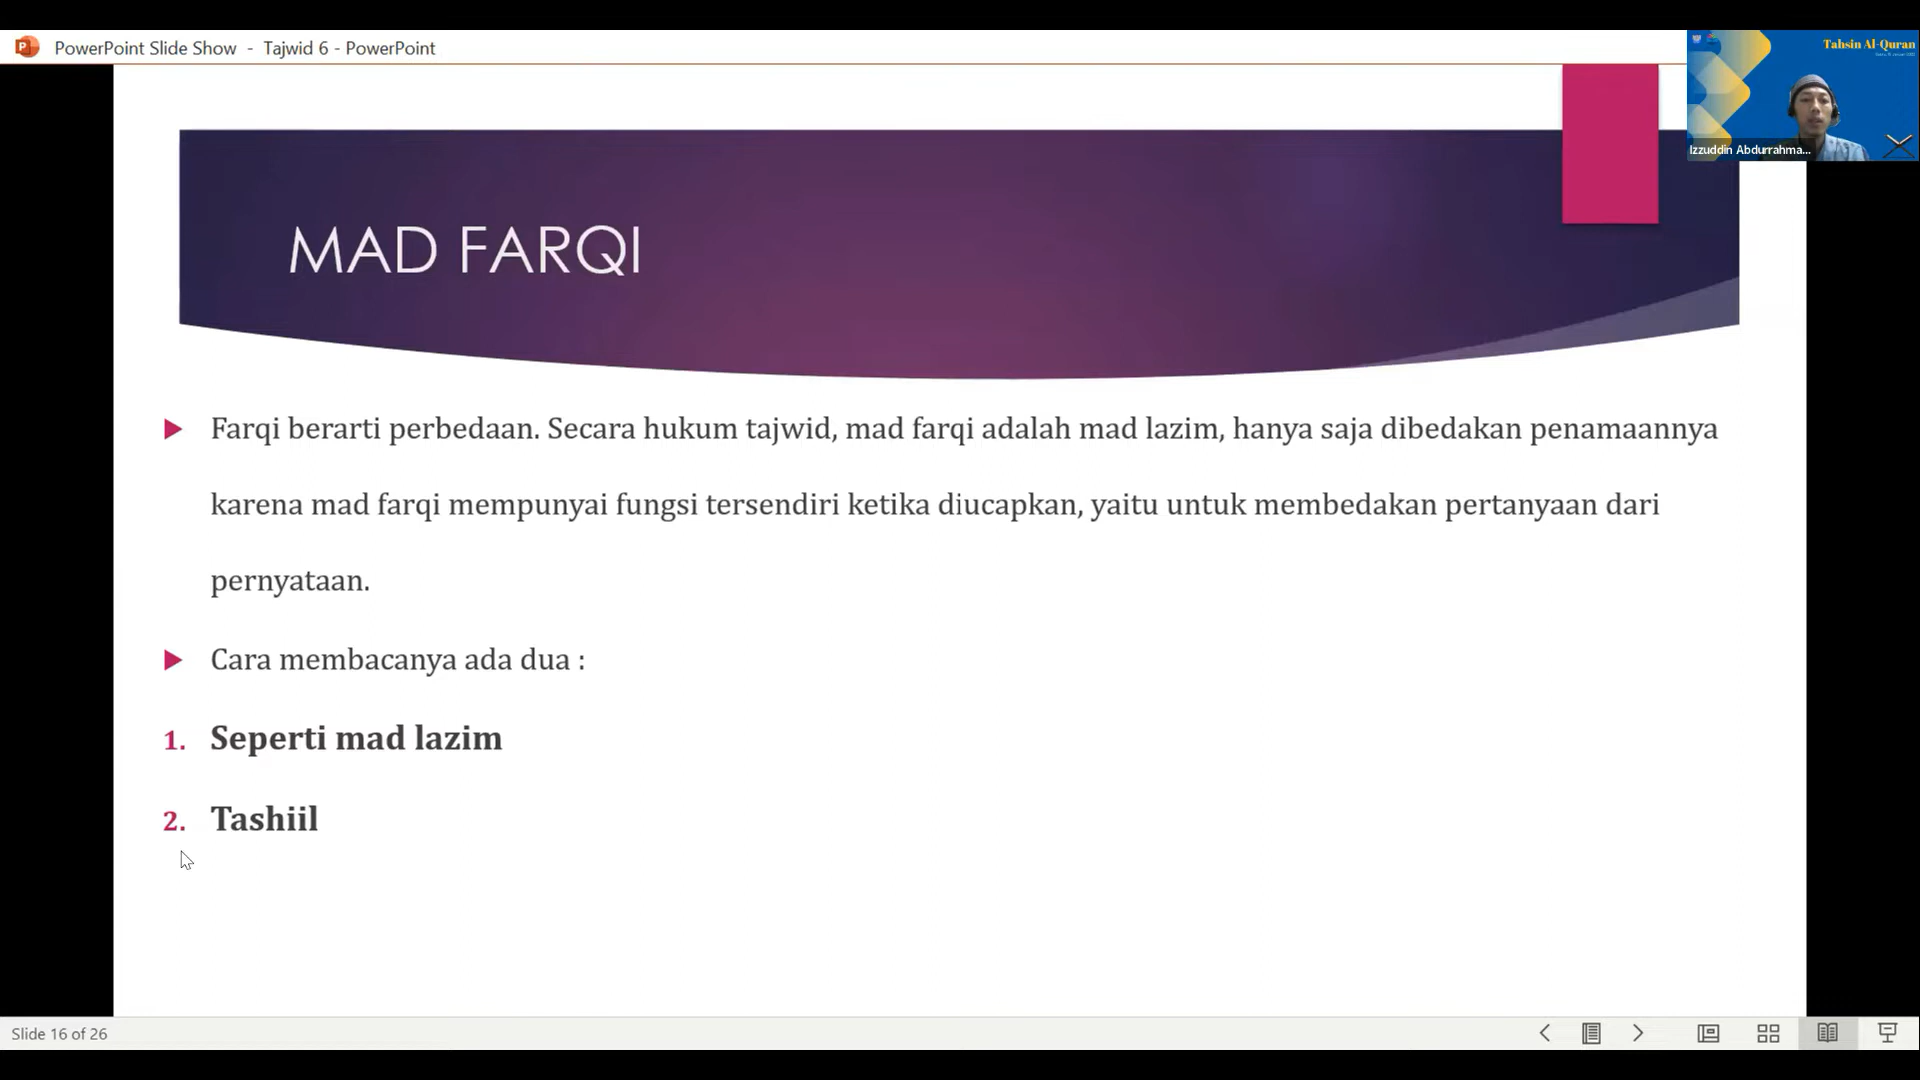 PowerPoint Slide Show - Tajwid 6 - PowerPoint
Tahsin Al-Quran
Izzuddin Abdurrahma...
MAD FARQI
Farqi berarti perbedaan. Secara hukum tajwid, mad farqi adalah mad lazim, hanya saja dibedakan penamaannya
karena mad farqi mempunyai fungsi tersendiri ketika diucapkan, yaitu untuk membedakan pertanyaan dari
pernyataan.
Cara membacanya ada dua :
1. Seperti mad lazim
2. Tashiil
Slide 16 of 26